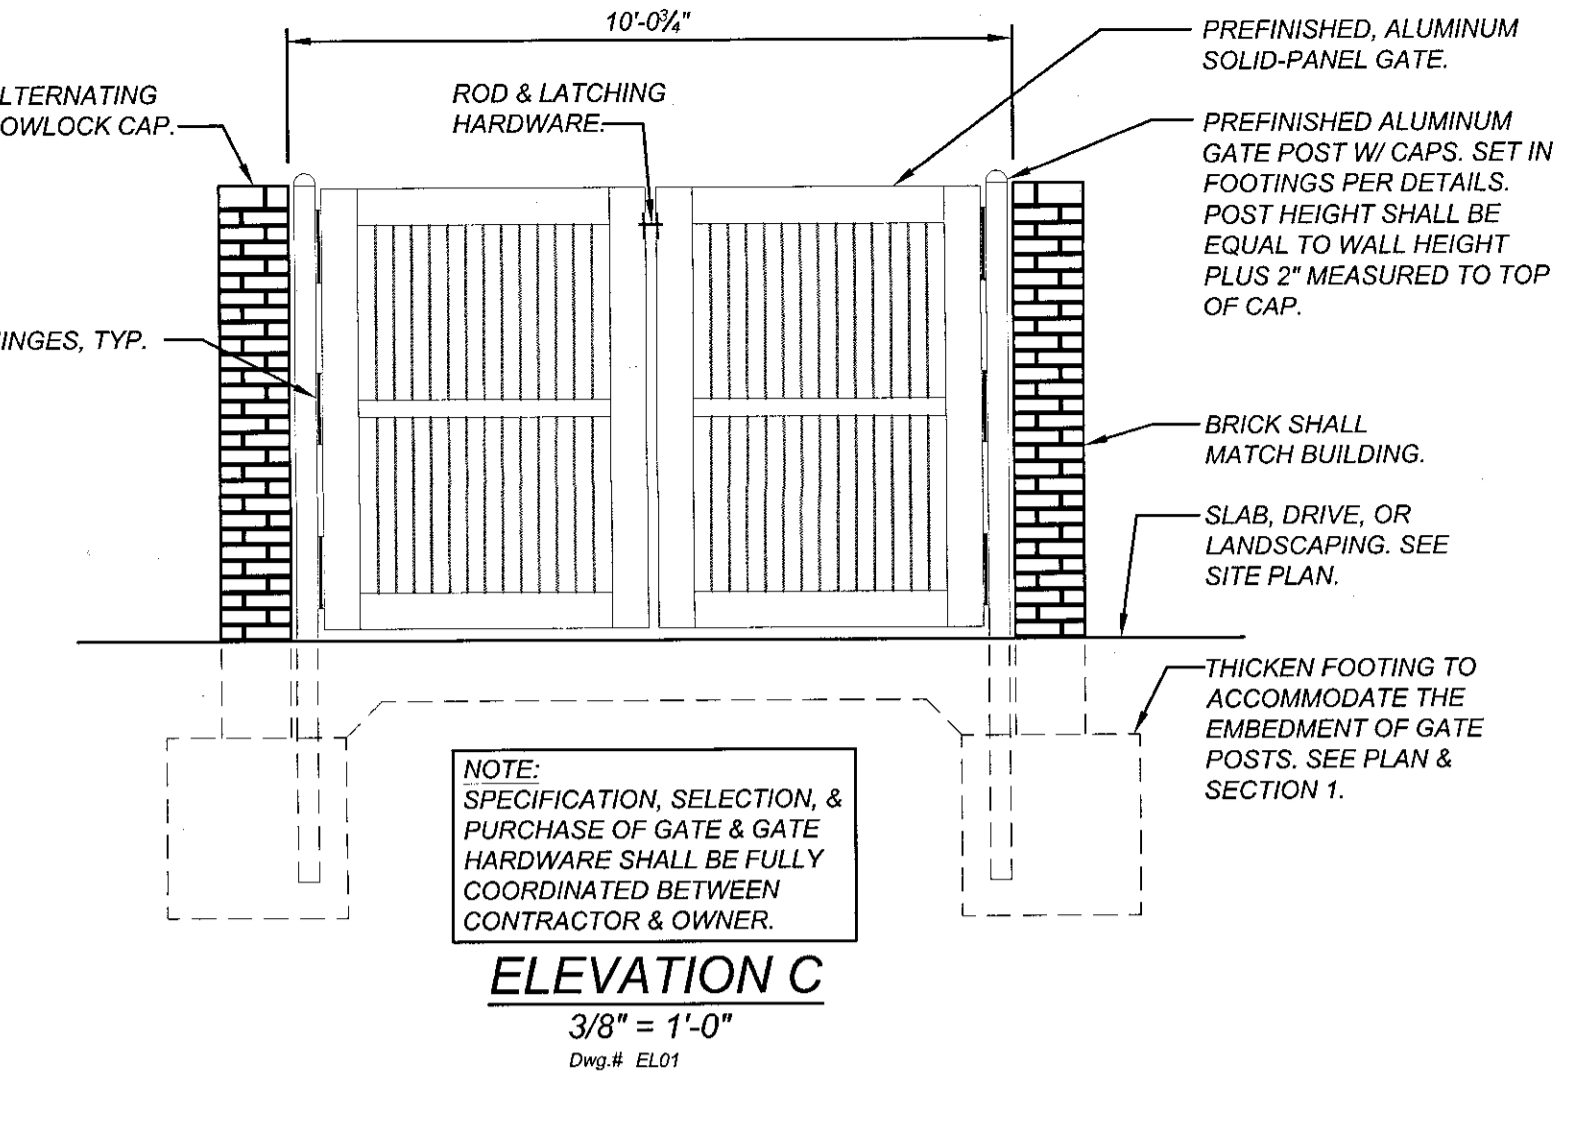 10'-0¾"
LTERNATING
OWLOCK CAP.
ROD & LATCHING
HARDWARE.
PREFINISHED, ALUMINUM
SOLID-PANEL GATE.
PREFINISHED ALUMINUM
GATE POST W/ CAPS. SET IN
FOOTINGS PER DETAILS.
POST HEIGHT SHALL BE
EQUAL TO WALL HEIGHT
PLUS 2" MEASURED TO TOP
OF CAP.
INGES, TYP.
BRICK SHALL
MATCH BUILDING.
SLAB, DRIVE, OR
LANDSCAPING. SEE
SITE PLAN.
THICKEN FOOTING TO
ACCOMMODATE THE
EMBEDMENT OF GATE
POSTS. SEE PLAN &
SECTION 1.
NOTE:
SPECIFICATION, SELECTION, &
PURCHASE OF GATE & GATE
HARDWARE SHALL BE FULLY
COORDINATED BETWEEN
CONTRACTOR & OWNER.
ELEVATION C
3/8" = 1'-0"
Dwg.# EL01